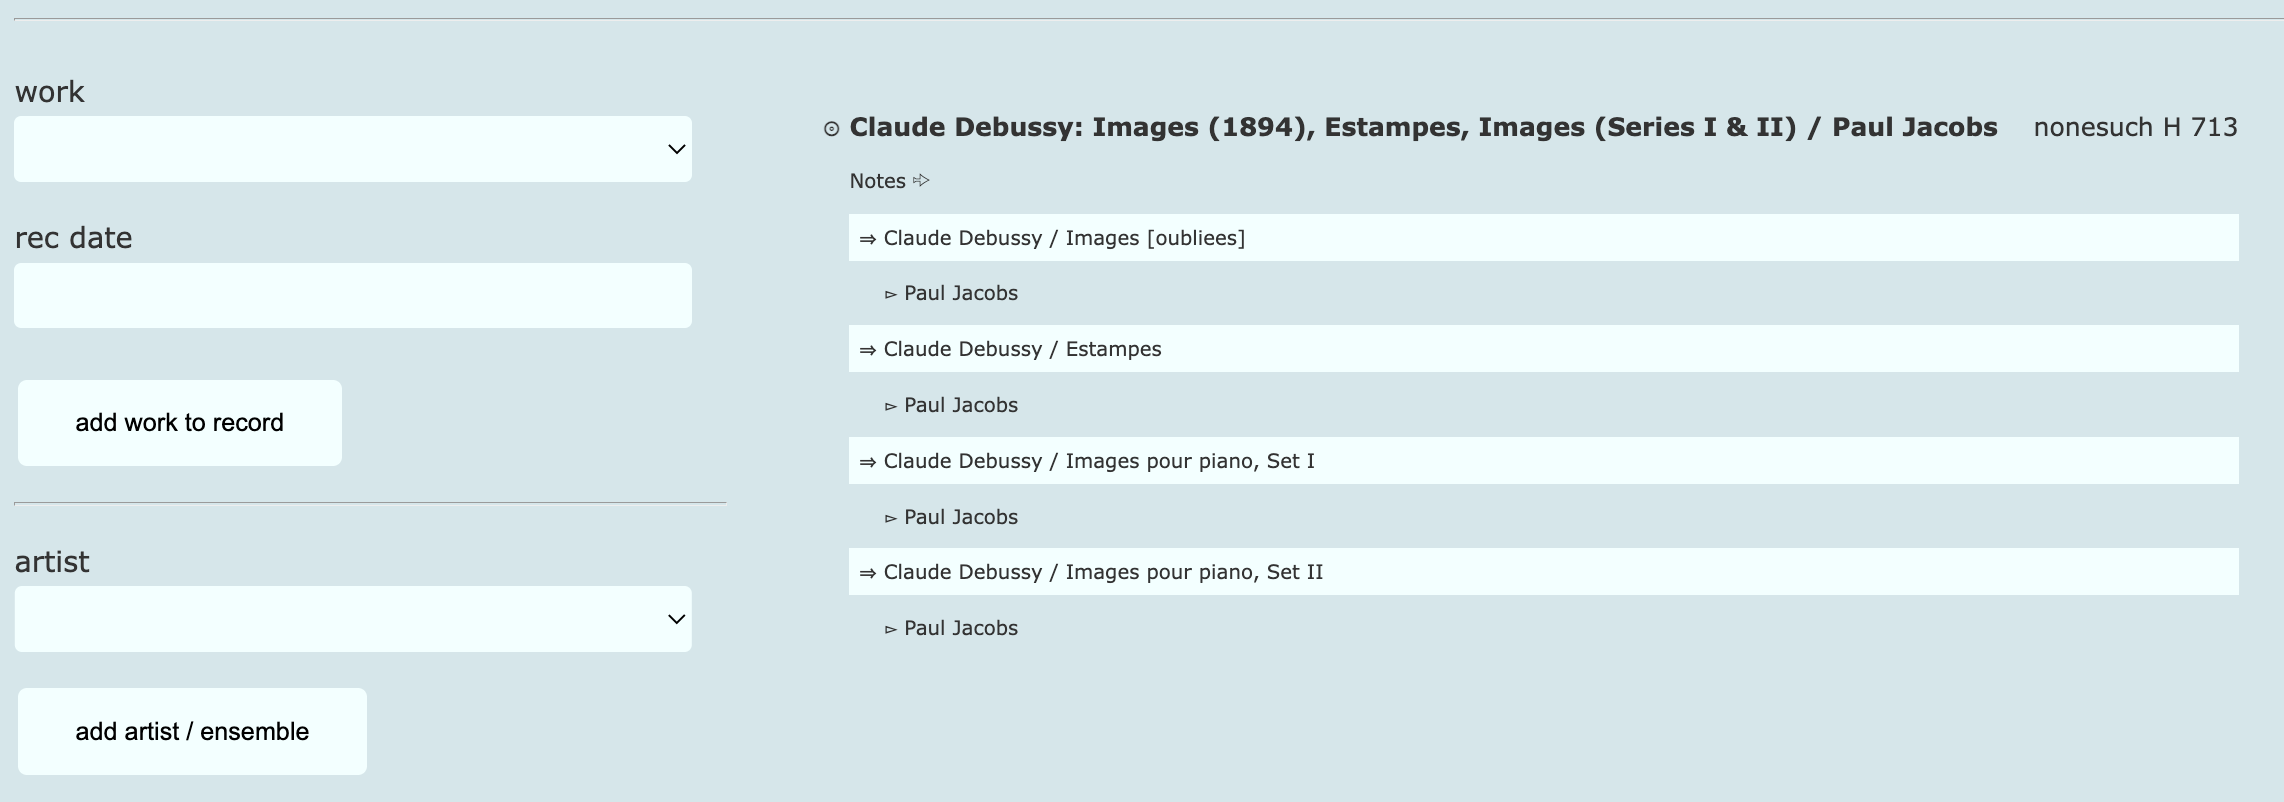 work
rec date
add work to record
artist
add artist / ensemble
⊙ Claude Debussy: Images (1894), Estampes, Images (Series I & II) / Paul Jacobs nonesuch H 713
Notes ➩
⇒ Claude Debussy / Images [oubliees]
▻ Paul Jacobs
⇒ Claude Debussy / Estampes
▻ Paul Jacobs
⇒ Claude Debussy / Images pour piano, Set I
▻ Paul Jacobs
⇒ Claude Debussy / Images pour piano, Set II
▻ Paul Jacobs